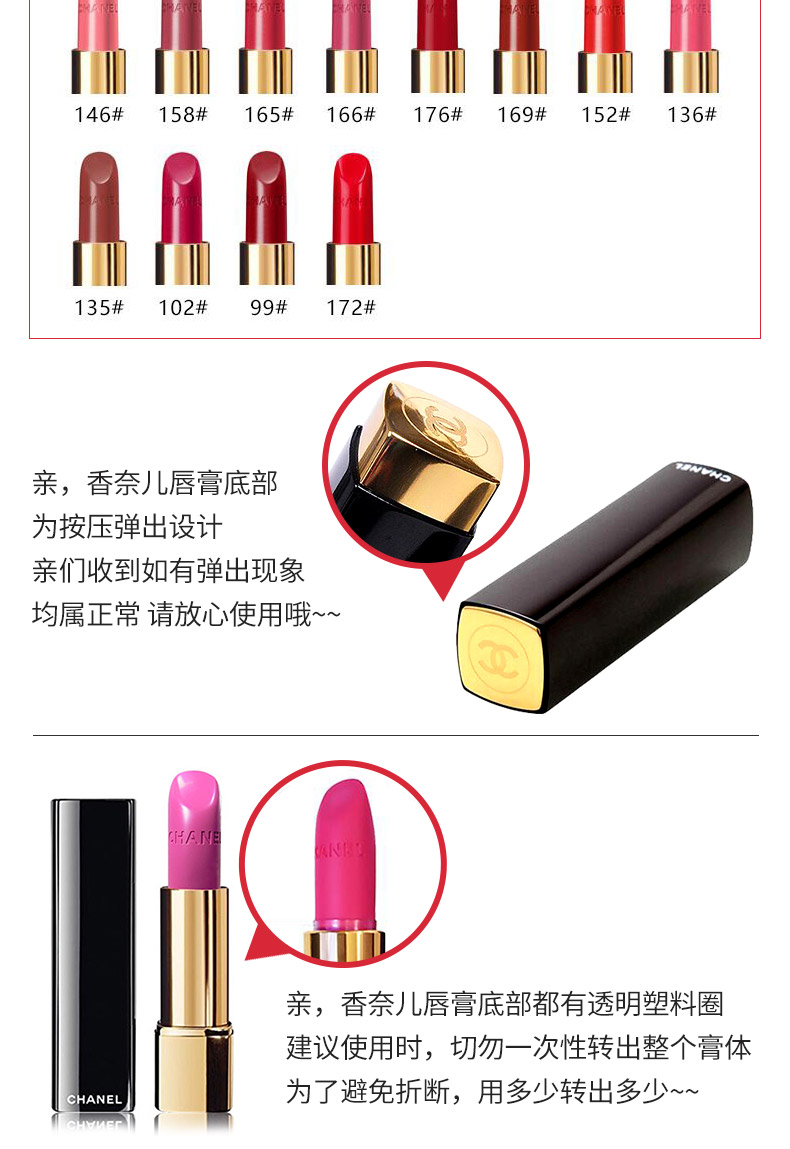 146# 158# 165# 166# 176# 169# 152# 136#
CHANEL
135# 102# 99# 172#
亲，香奈儿唇膏底部
为按压弹出设计
亲们收到如有弹出现象
均属正常 请放心使用哦~~
CHANEL
CHANEL
CHANEL
亲，香奈儿唇膏底部都有透明塑料圈
建议使用时，切勿一次性转出整个膏体
为了避免折断，用多少转出多少~~